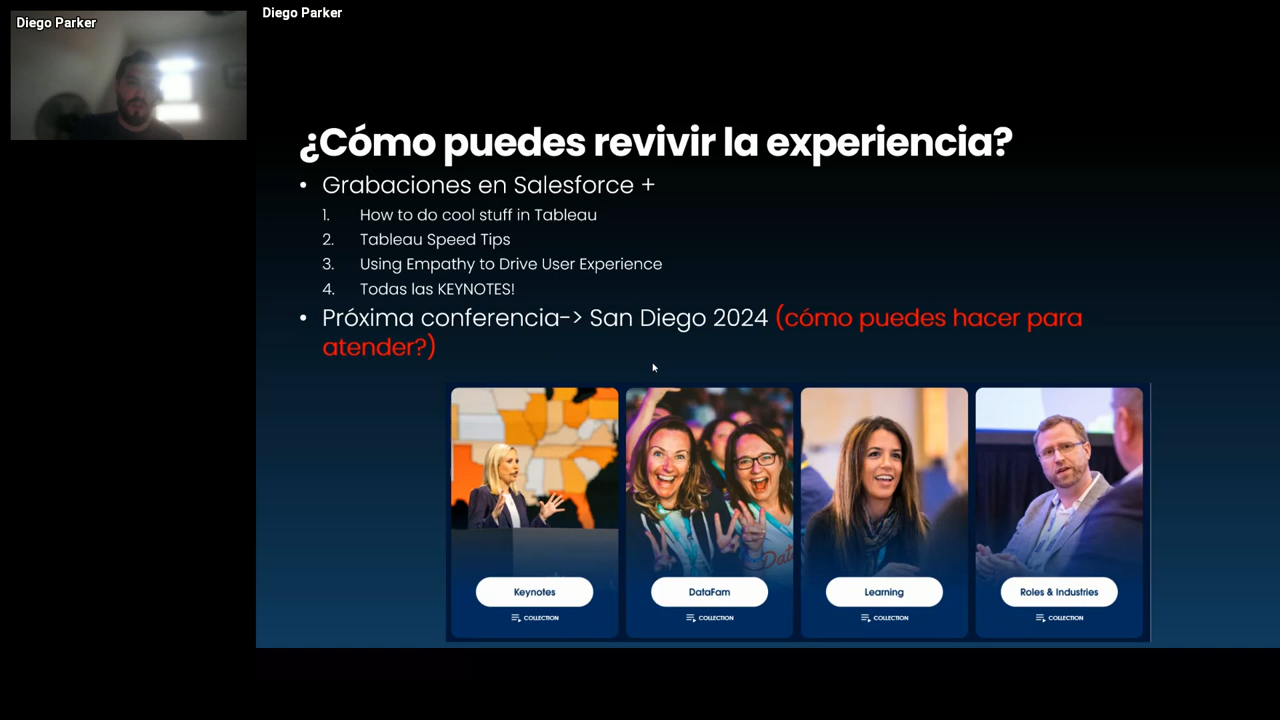 Diego Parker
Diego Parker
¿Cómo puedes revivir la experiencia?
• Grabaciones en Salesforce +
1. How to do cool stuff in Tableau
2. Tableau Speed Tips
3. Using Empathy to Drive User Experience
4. Todas las KEYNOTES!
• Próxima conferencia-> San Diego 2024 (cómo puedes hacer para
atender?)
Keynotes
COLLECTION
DataFam
COLLECTION
Learning
COLLECTION
Roles & Industries
COLLECTION